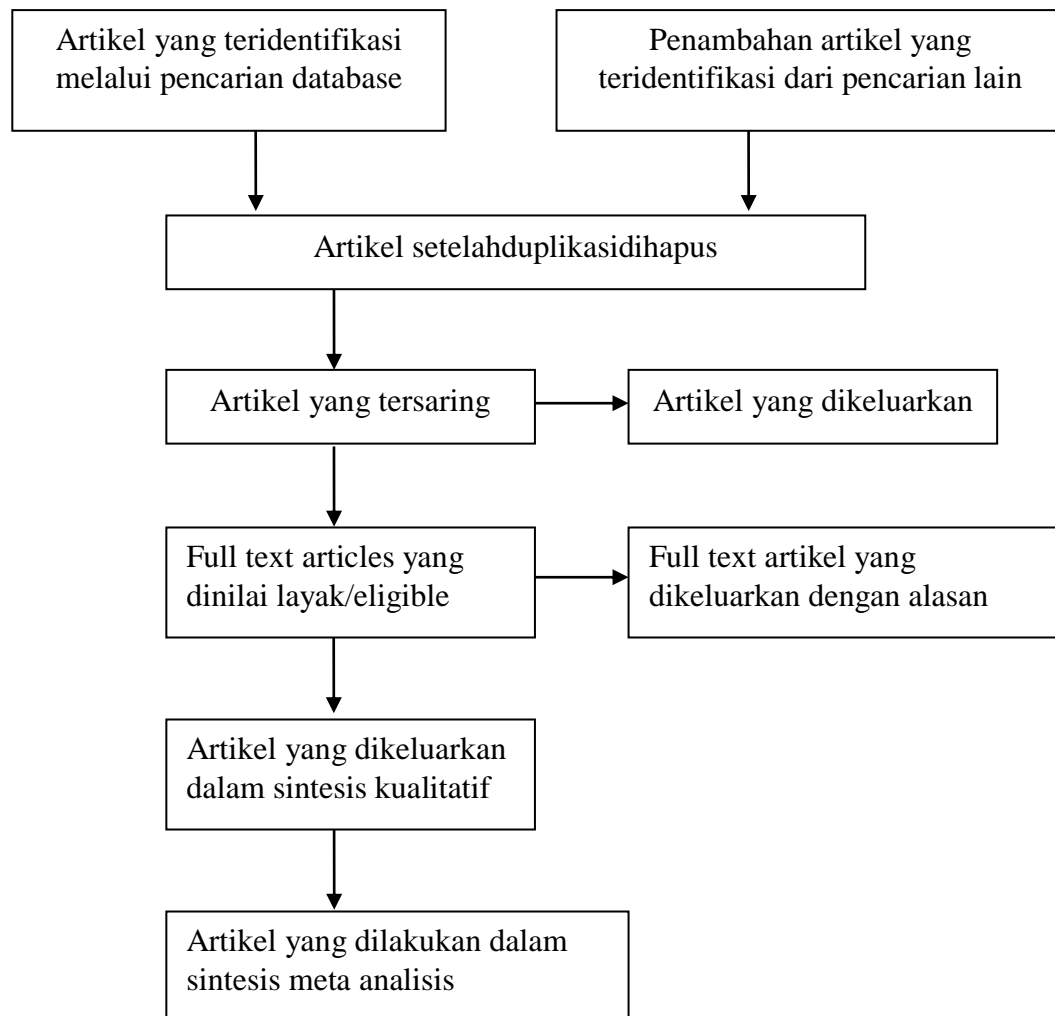 Artikel yang teridentifikasi
melalui pencarian database
Penambahan artikel yang
teridentifikasi dari pencarian lain
Artikel setelahduplikasidihapus
Artikel yang tersaring
Artikel yang dikeluarkan
Full text articles yang
dinilai layak/eligible
Full text artikel yang
dikeluarkan dengan alasan
Artikel yang dikeluarkan
dalam sintesis kualitatif
Artikel yang dilakukan dalam
sintesis meta analisis